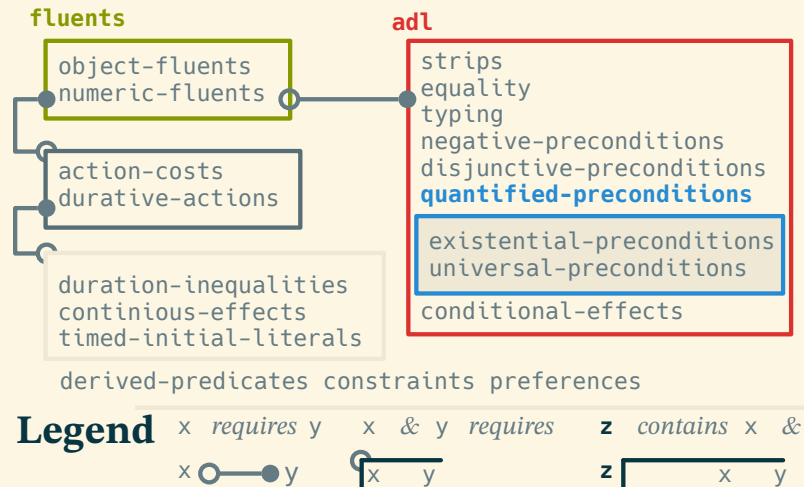 fluents
object-fluents
numeric-fluents
action-costs
durative-actions
duration-inequalities
continious-effects
timed-initial-literals
adl
strips
equality
typing
negative-preconditions
disjunctive-preconditions
quantified-preconditions
existential-preconditions
universal-preconditions
conditional-effects
derived-predicates constraints preferences
Legend
x requires y
x & y requires
z contains x &
x y
x y
z x y